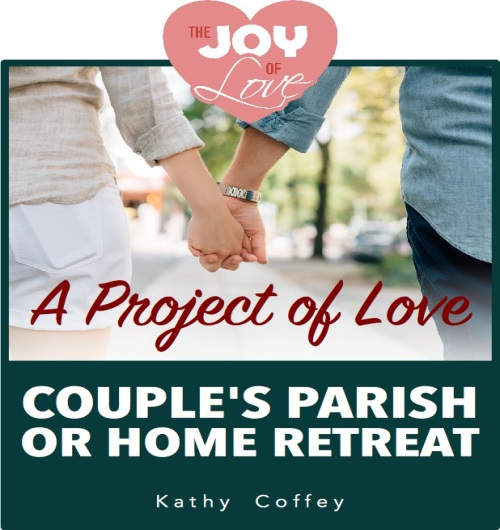 THE
JOY
OF
Love
A Project of Love
COUPLE'S PARISH
OR HOME RETREAT
Kathy Coffey